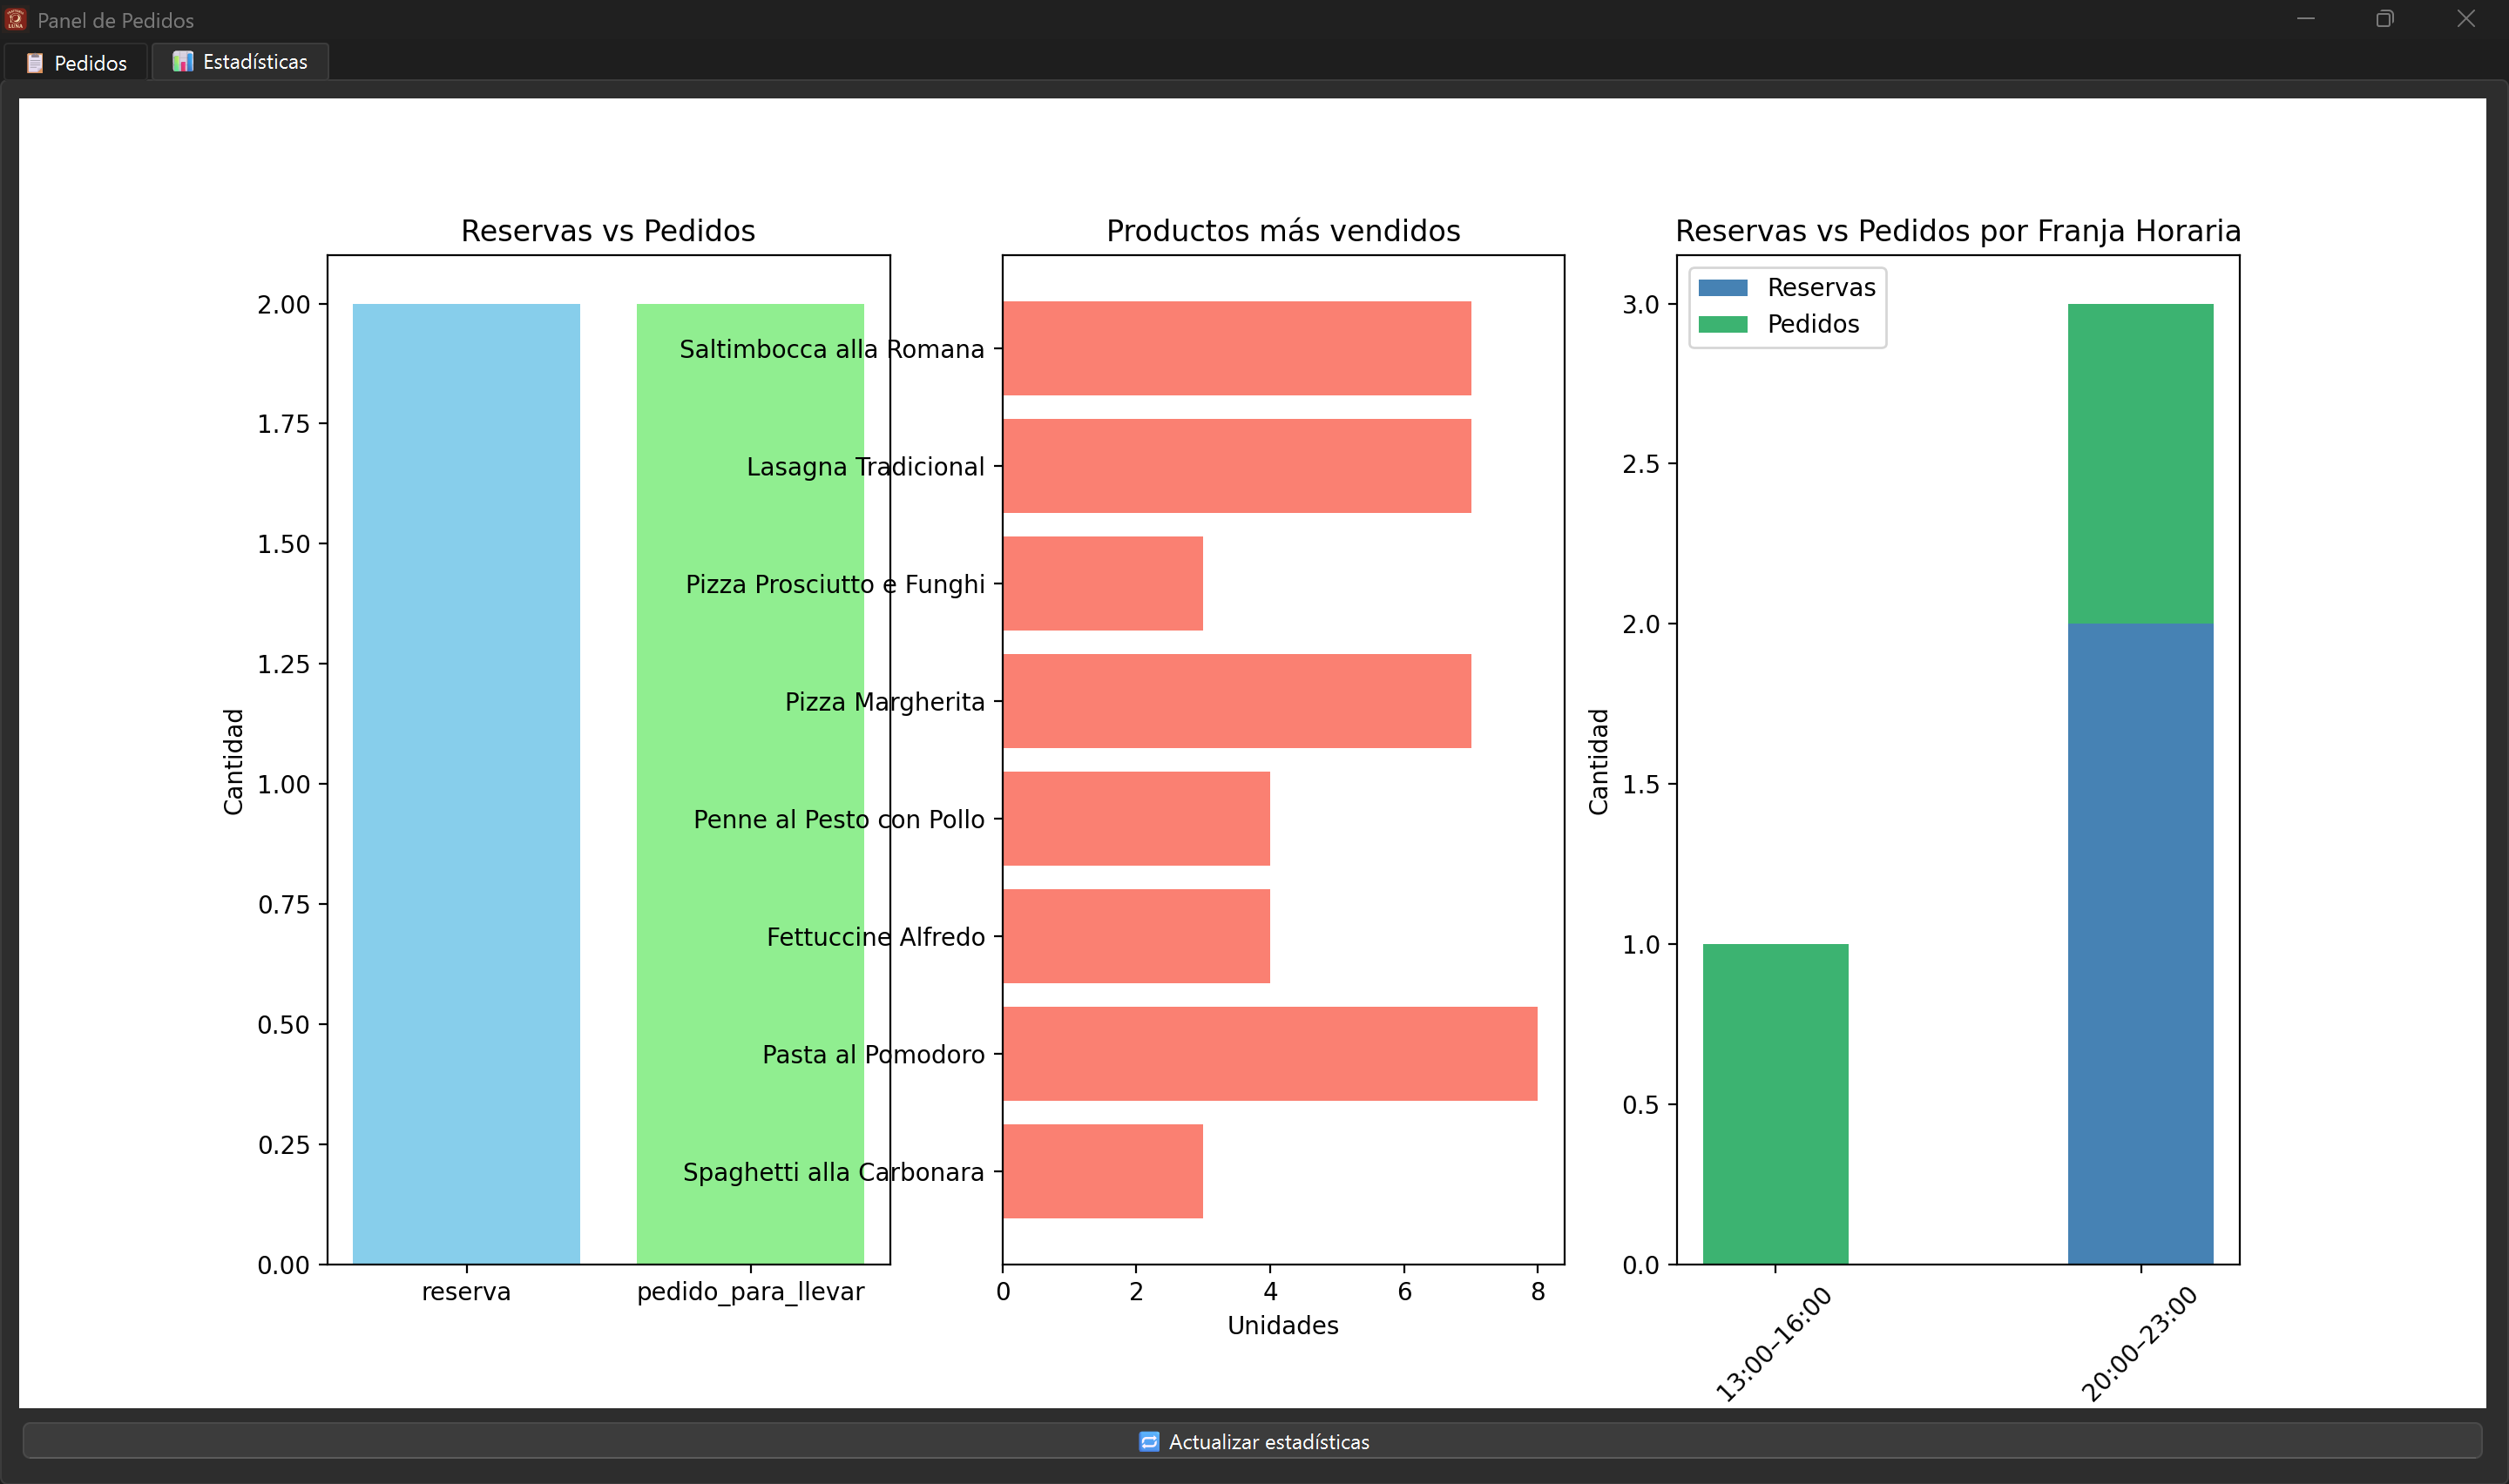 Panel de Pedidos
Pedidos
Estadísticas
Reservas vs Pedidos
Cantidad
2.00
1.75
1.50
1.25
1.00
0.75
0.50
0.25
0.00
reserva
pedido_para_llevar
Productos más vendidos
Saltimbocca alla Romana
Lasagna Tradicional
Pizza Prosciutto e Funghi
Pizza Margherita
Penne al Pesto con Pollo
Fettuccine Alfredo
Pasta al Pomodoro
Spaghetti alla Carbonara
0
2
4
6
8
Unidades
Reservas vs Pedidos por Franja Horaria
Reservas
Pedidos
Cantidad
3.0
2.5
2.0
1.5
1.0
0.5
0.0
13:00–16:00
20:00–23:00
Actualizar estadísticas